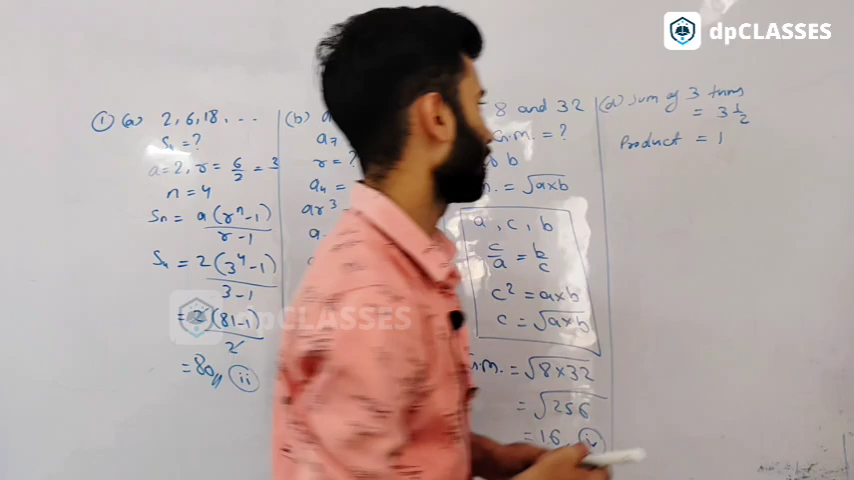 dpCLASSES
① (a) 2, 6, 18, ...
S₄ = ?
a = 2, r = 6/2 = 3
n = 4
Sn = a(rⁿ-1)/r-1
S₄ = 2(3⁴-1)/3-1
= 2(81-1)/2
= 80,, (ii)
(b)
a₇
r = ?
a₄ =
ar³
8 and 32
G.M. = ?
b
= √a×b
a, c, b
c/a = b/c
c² = a×b
c = √a×b
G.M. = √8×32
= √256
= 16
(d) Sum of 3 terms
= 3 1/2
Product = 1
dpCLASSES